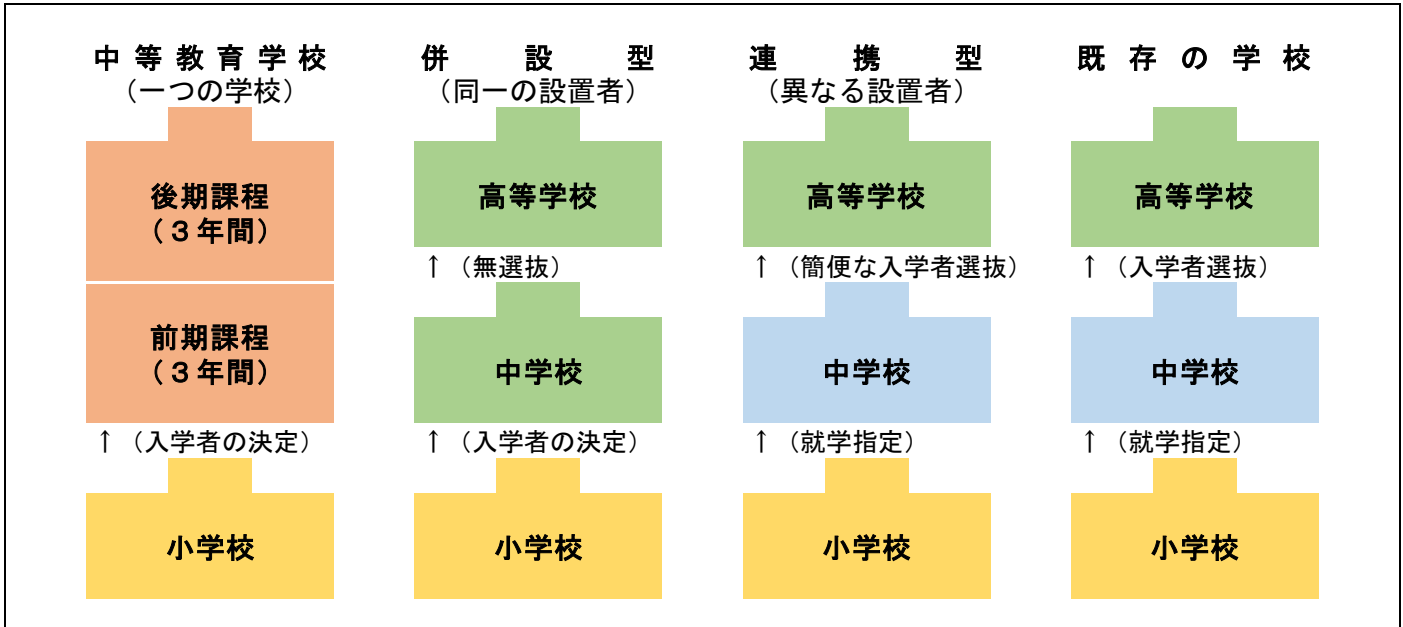 中等教育学校
（一つの学校）
後期課程
（３年間）
前期課程
（３年間）
↑（入学者の決定）
小学校
併設型
（同一の設置者）
高等学校
↑（無選抜）
中学校
↑（入学者の決定）
小学校
連携型
（異なる設置者）
高等学校
↑（簡便な入学者選抜）
中学校
↑（就学指定）
小学校
既存の学校
高等学校
↑（入学者選抜）
中学校
↑（就学指定）
小学校